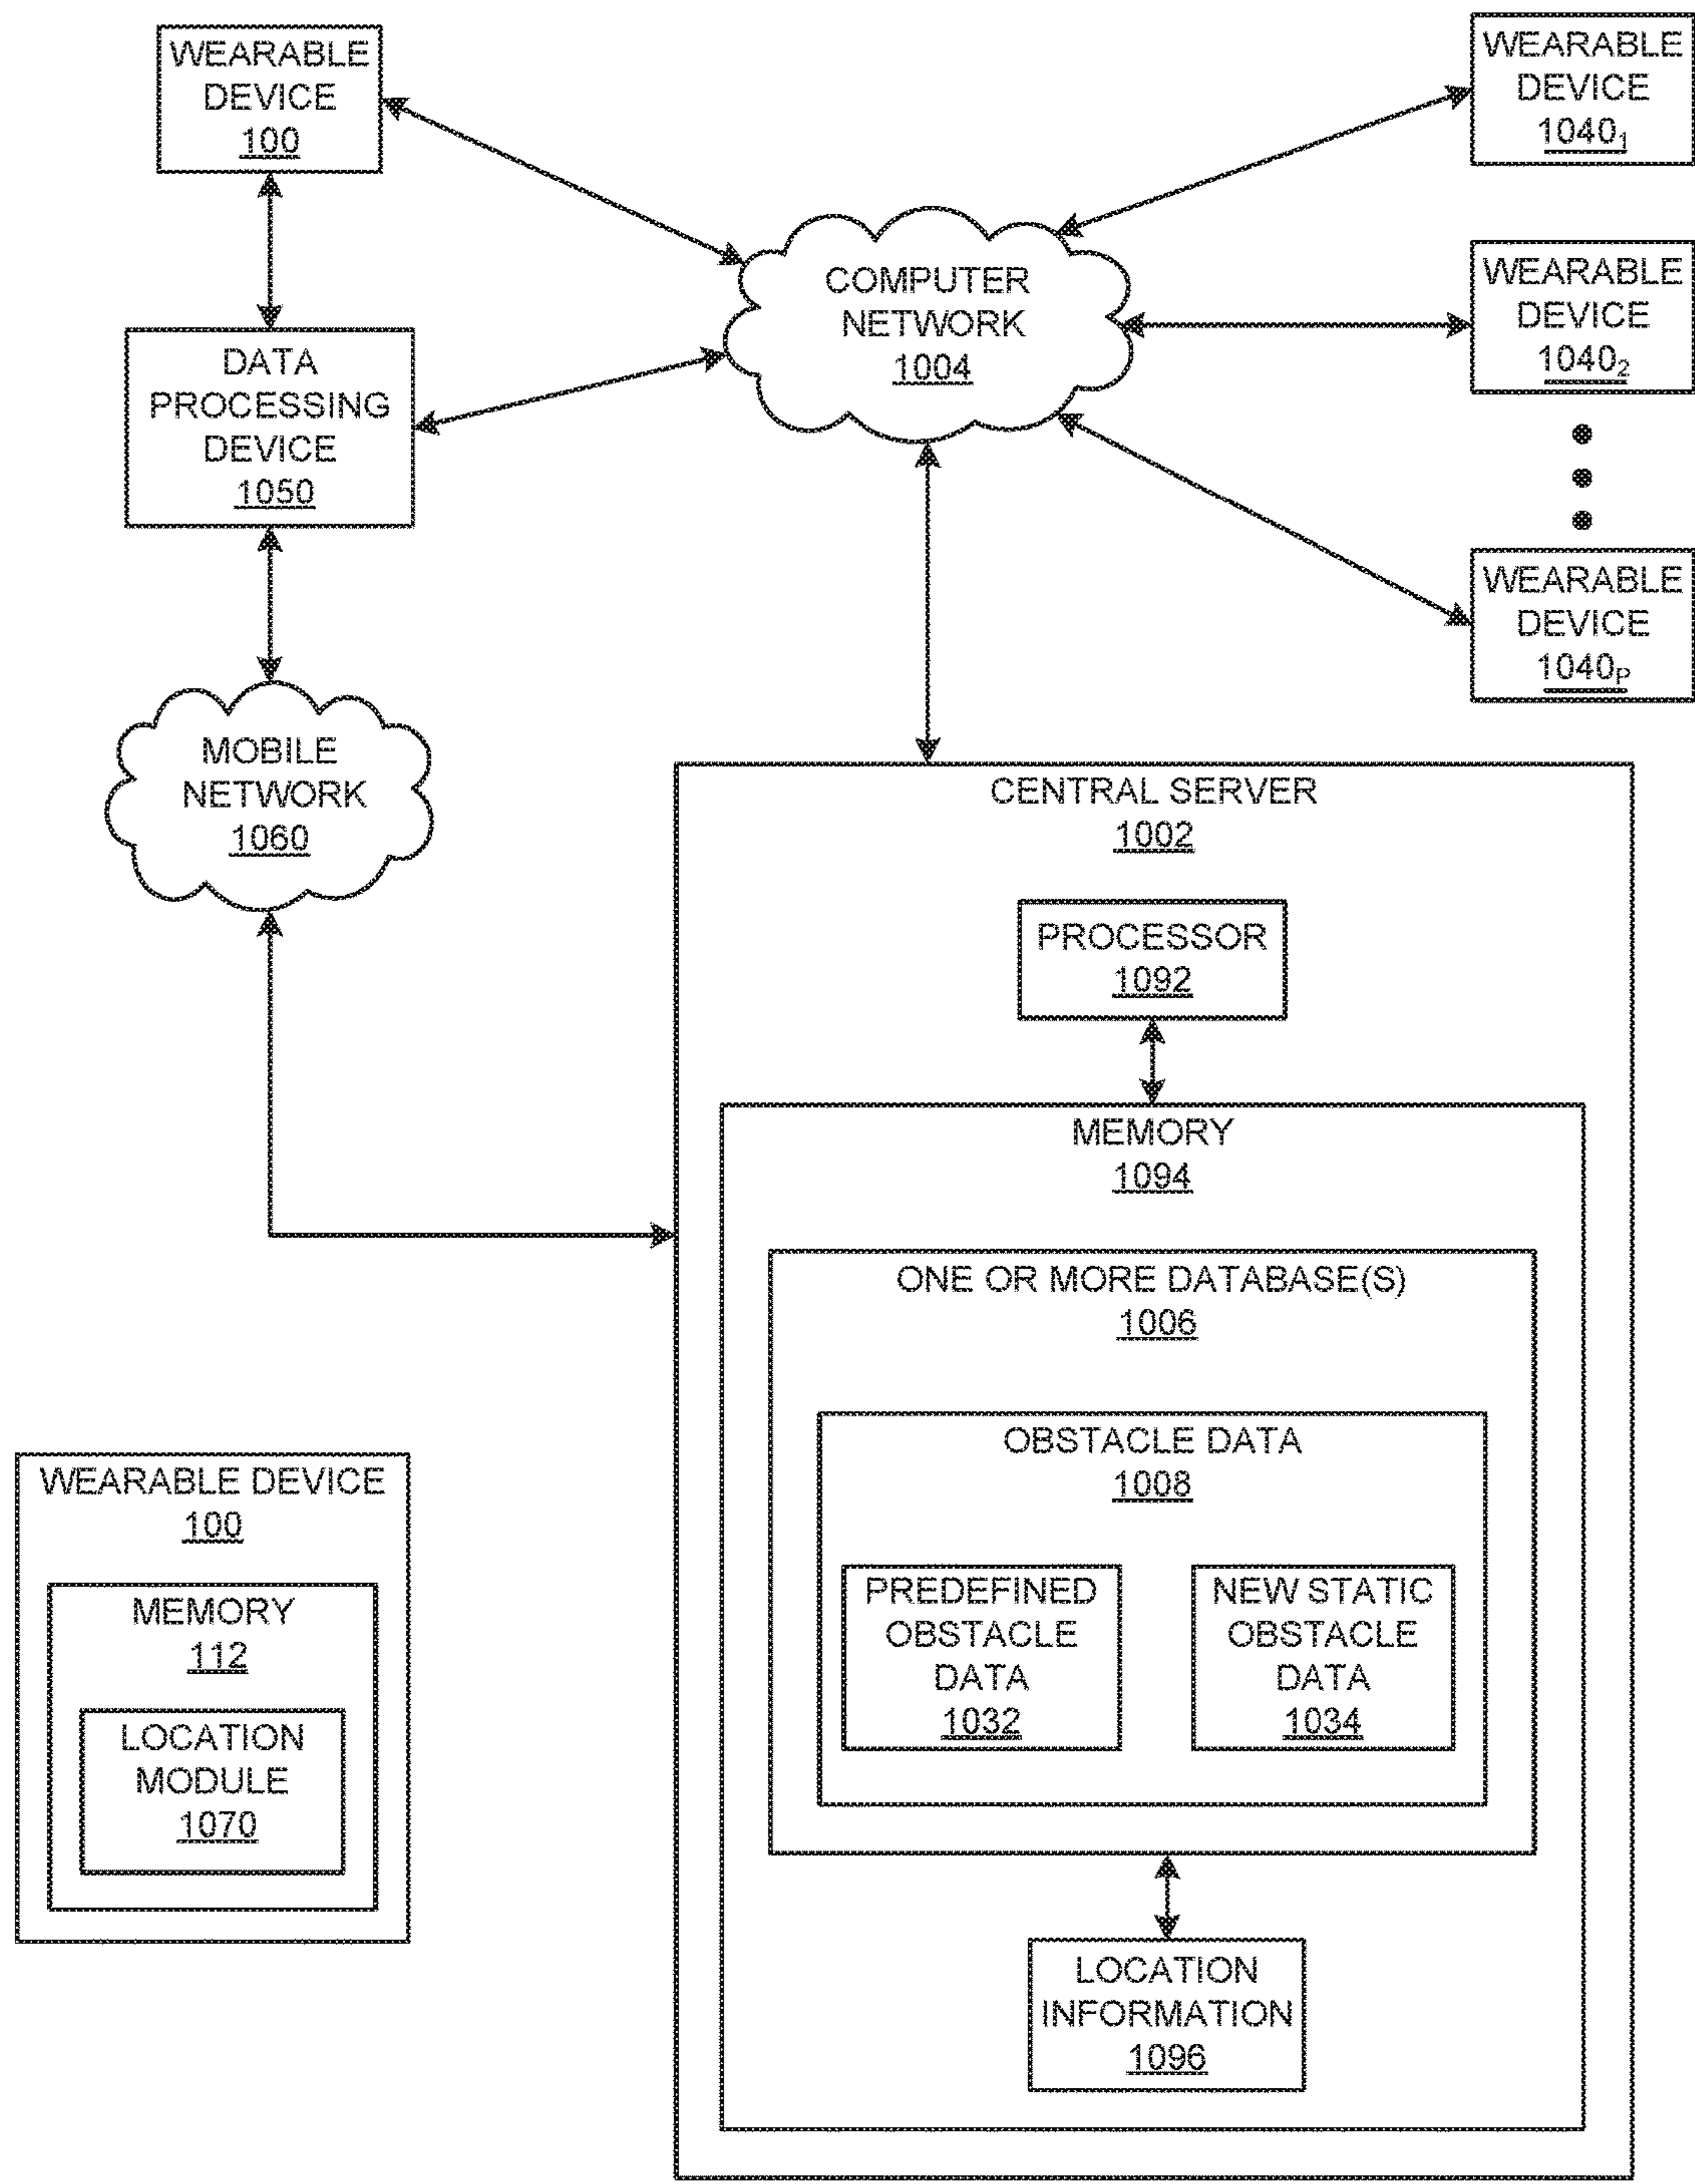 WEARABLE
DEVICE
100
WEARABLE
DEVICE
1040₁
COMPUTER
NETWORK
1004
WEARABLE
DEVICE
1040₂
DATA
PROCESSING
DEVICE
1050
WEARABLE
DEVICE
1040ₚ
MOBILE
NETWORK
1060
CENTRAL SERVER
1002
PROCESSOR
1092
MEMORY
1094
ONE OR MORE DATABASE(S)
1006
OBSTACLE DATA
1008
PREDEFINED
OBSTACLE
DATA
1032
NEW STATIC
OBSTACLE
DATA
1034
LOCATION
INFORMATION
1096
WEARABLE DEVICE
100
MEMORY
112
LOCATION
MODULE
1070